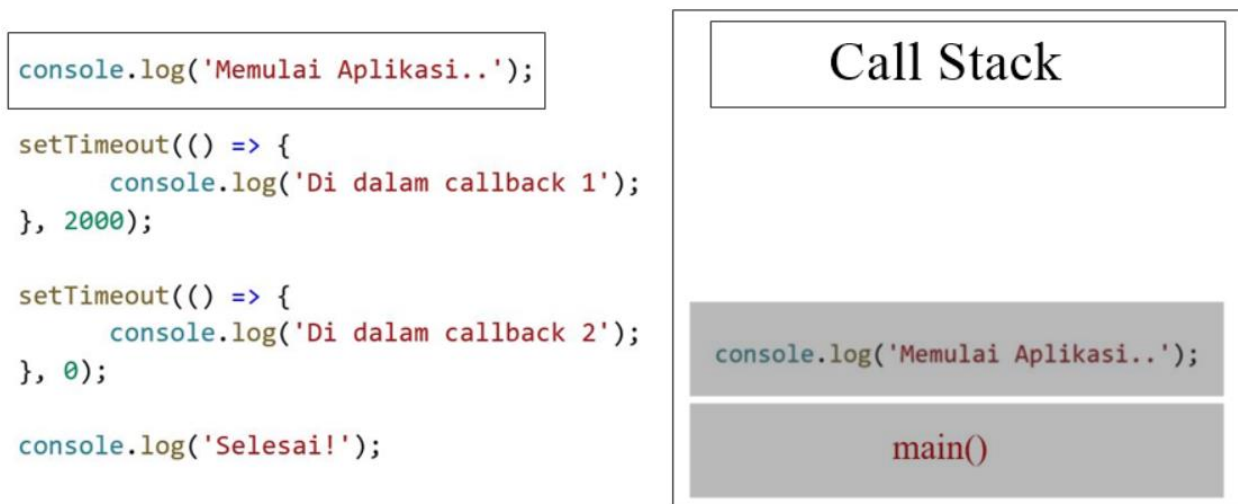 console.log('Memulai Aplikasi..');
setTimeout(() => {
console.log('Di dalam callback 1');
}, 2000);
setTimeout(() => {
console.log('Di dalam callback 2');
}, 0);
console.log('Selesai!');
Call Stack
console.log('Memulai Aplikasi..');
main()